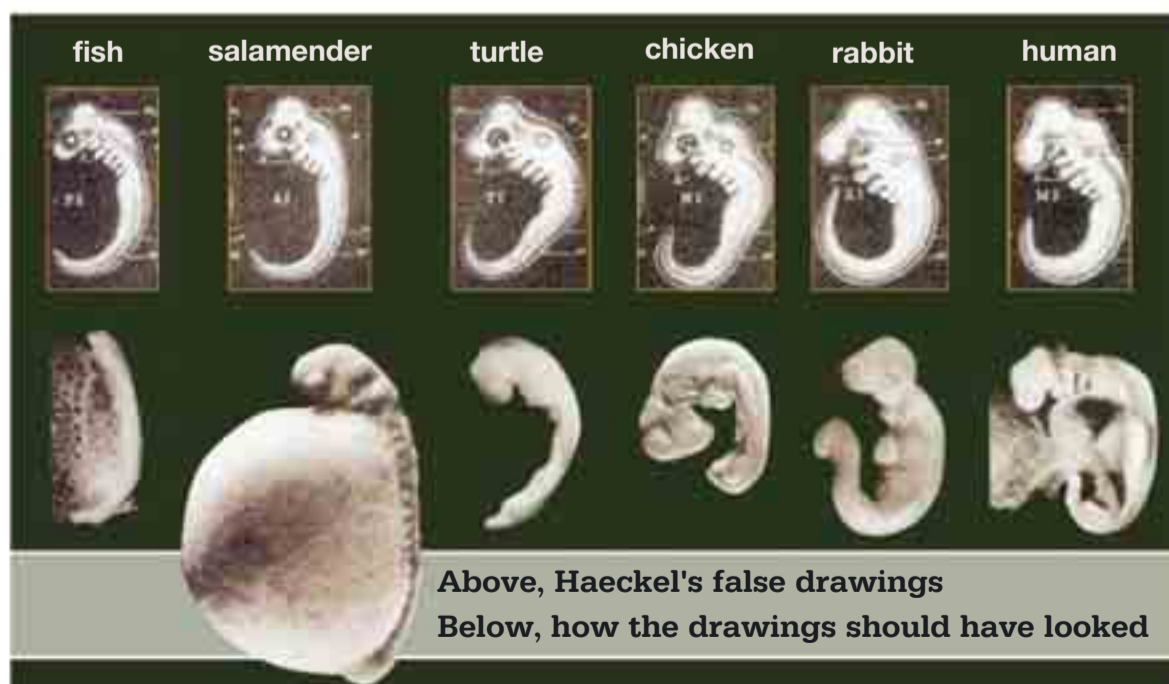 fish salamender turtle chicken rabbit human
Above, Haeckel's false drawings
Below, how the drawings should have looked